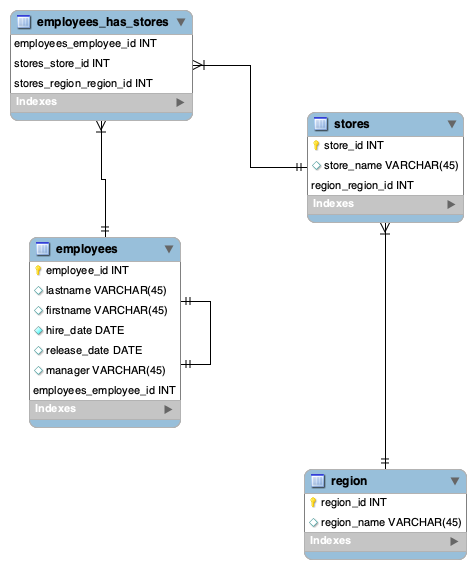 employees_has_stores
employees_employee_id INT
stores_store_id INT
stores_region_region_id INT
Indexes
stores
store_id INT
store_name VARCHAR(45)
region_region_id INT
Indexes
employees
employee_id INT
lastname VARCHAR(45)
firstname VARCHAR(45)
hire_date DATE
release_date DATE
manager VARCHAR(45)
employees_employee_id INT
Indexes
region
region_id INT
region_name VARCHAR(45)
Indexes